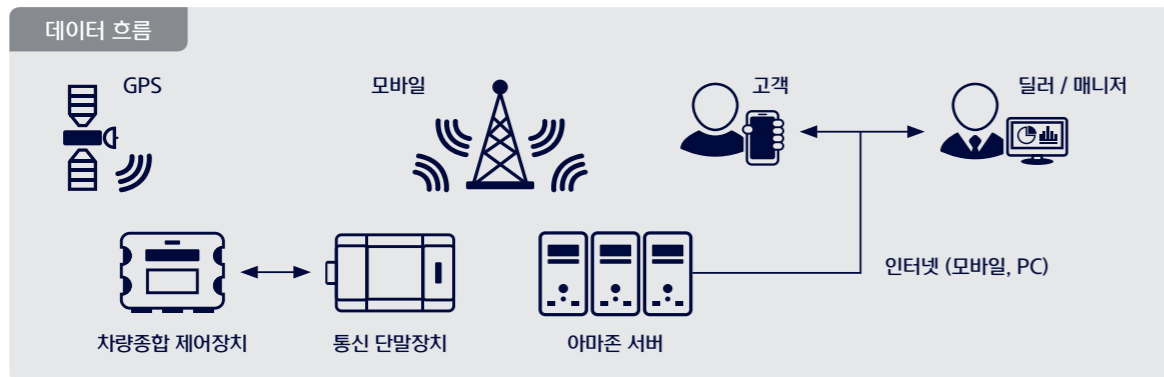 데이터 흐름
GPS
모바일
고객
딜러 / 매니저
인터넷 (모바일, PC)
차량종합 제어장치
통신 단말장치
아마존 서버